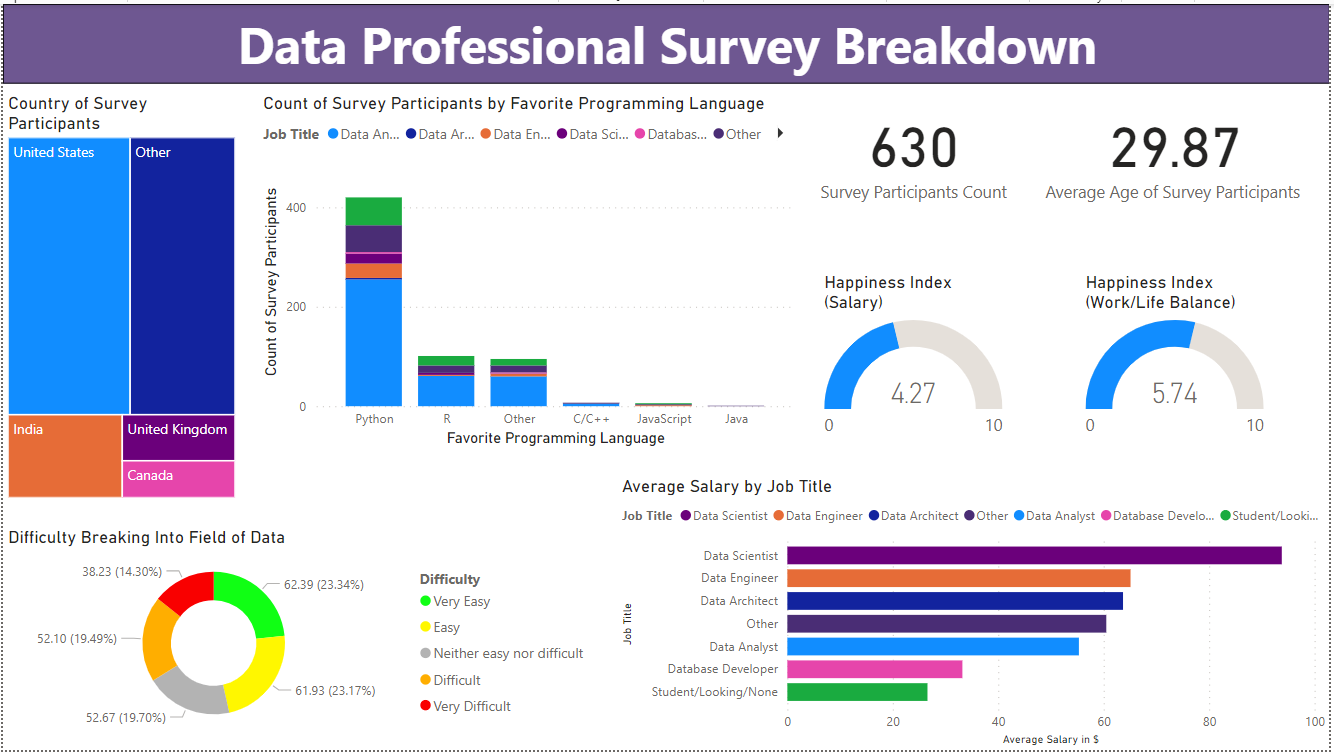 Data Professional Survey Breakdown
Country of Survey
Participants
United States
Other
India
United Kingdom
Canada
Count of Survey Participants by Favorite Programming Language
Job Title Data An... Data Ar... Data En... Data Sci... Databas... Other
Count of Survey Participants
400
200
0
Python R Other C/C++ JavaScript Java
Favorite Programming Language
630
Survey Participants Count
29.87
Average Age of Survey Participants
Happiness Index
(Salary)
4.27
0 10
Happiness Index
(Work/Life Balance)
5.74
0 10
Difficulty Breaking Into Field of Data
38.23 (14.30%)
62.39 (23.34%)
52.10 (19.49%)
61.93 (23.17%)
52.67 (19.70%)
Difficulty
Very Easy
Easy
Neither easy nor difficult
Difficult
Very Difficult
Average Salary by Job Title
Job Title Data Scientist Data Engineer Data Architect Other Data Analyst Database Develo... Student/Looki...
Job Title
Data Scientist
Data Engineer
Data Architect
Other
Data Analyst
Database Developer
Student/Looking/None
0 20 40 60 80 100
Average Salary in $